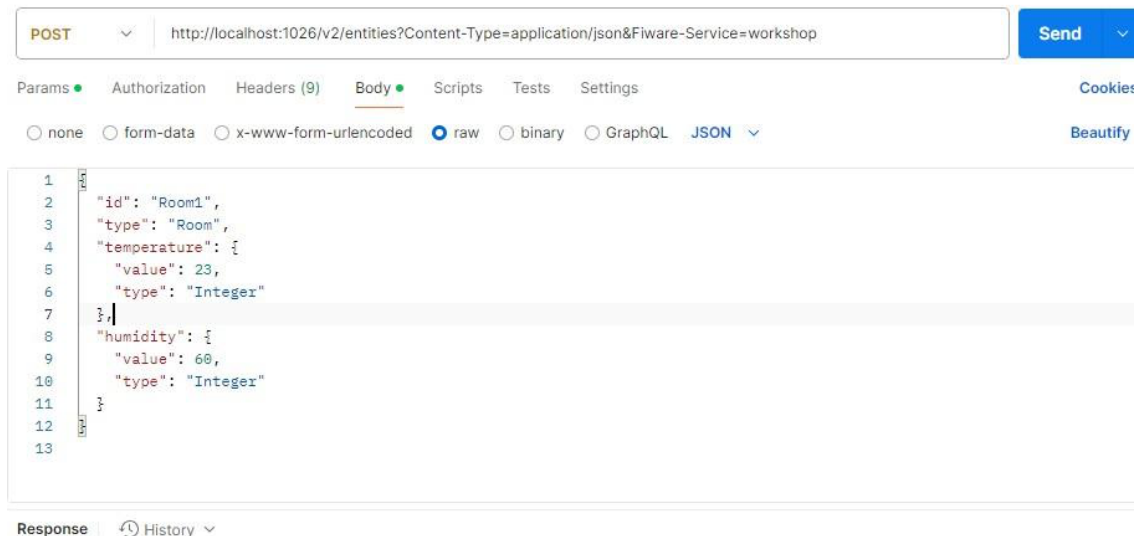 POST http://localhost:1026/v2/entities?Content-Type=application/json&Fiware-Service=workshop Send
Params Authorization Headers (9) Body Scripts Tests Settings Cookies
none form-data x-www-form-urlencoded raw binary GraphQL JSON Beautify
1 {
2 "id": "Room1",
3 "type": "Room",
4 "temperature": {
5 "value": 23,
6 "type": "Integer"
7 },
8 "humidity": {
9 "value": 60,
10 "type": "Integer"
11 }
12 }
13
Response History